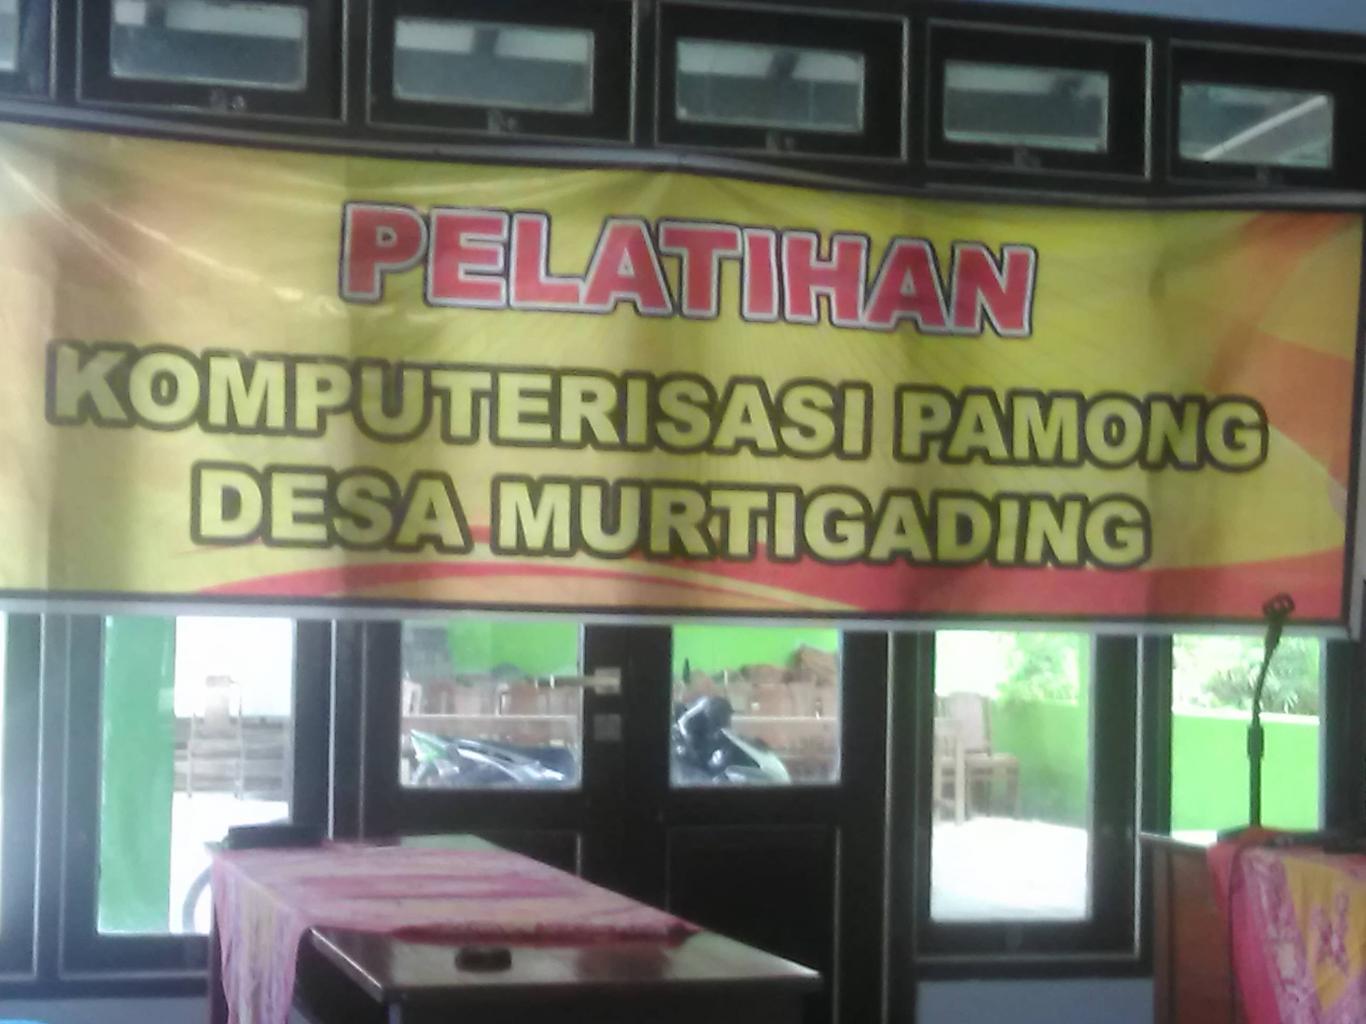 PELATIHAN
KOMPUTERISASI PAMONG
DESA MURTIGADING